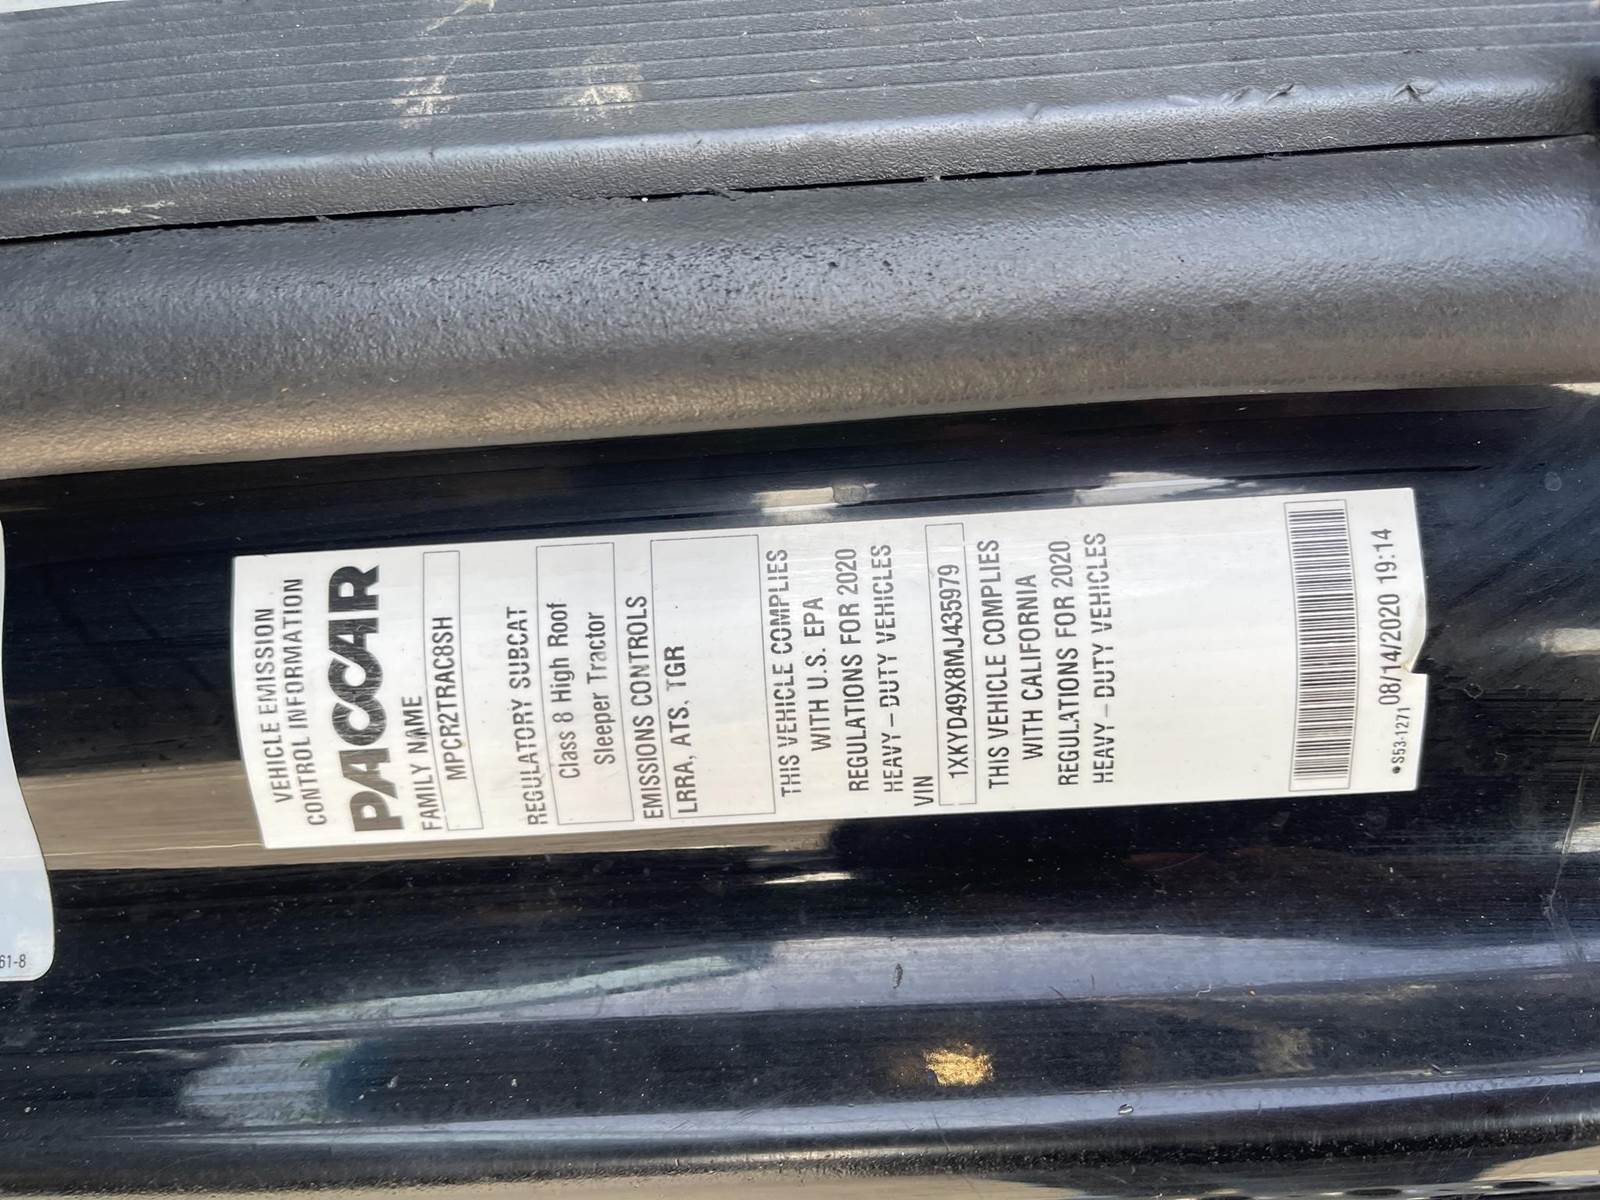 VEHICLE EMISSION
CONTROL INFORMATION
PACCAR
FAMILY NAME
MPCR2TRAC8SH
REGULATORY SUBCAT
Class 8 High Roof
Sleeper Tractor
EMISSIONS CONTROLS
LRRA, ATS, TGR
THIS VEHICLE COMPLIES
WITH U.S. EPA
REGULATIONS FOR 2020
HEAVY – DUTY VEHICLES
VIN
1XKYD49X8MJ435979
THIS VEHICLE COMPLIES
WITH CALIFORNIA
REGULATIONS FOR 2020
HEAVY – DUTY VEHICLES
08/14/2020 19:14
•S53-1271
61-8